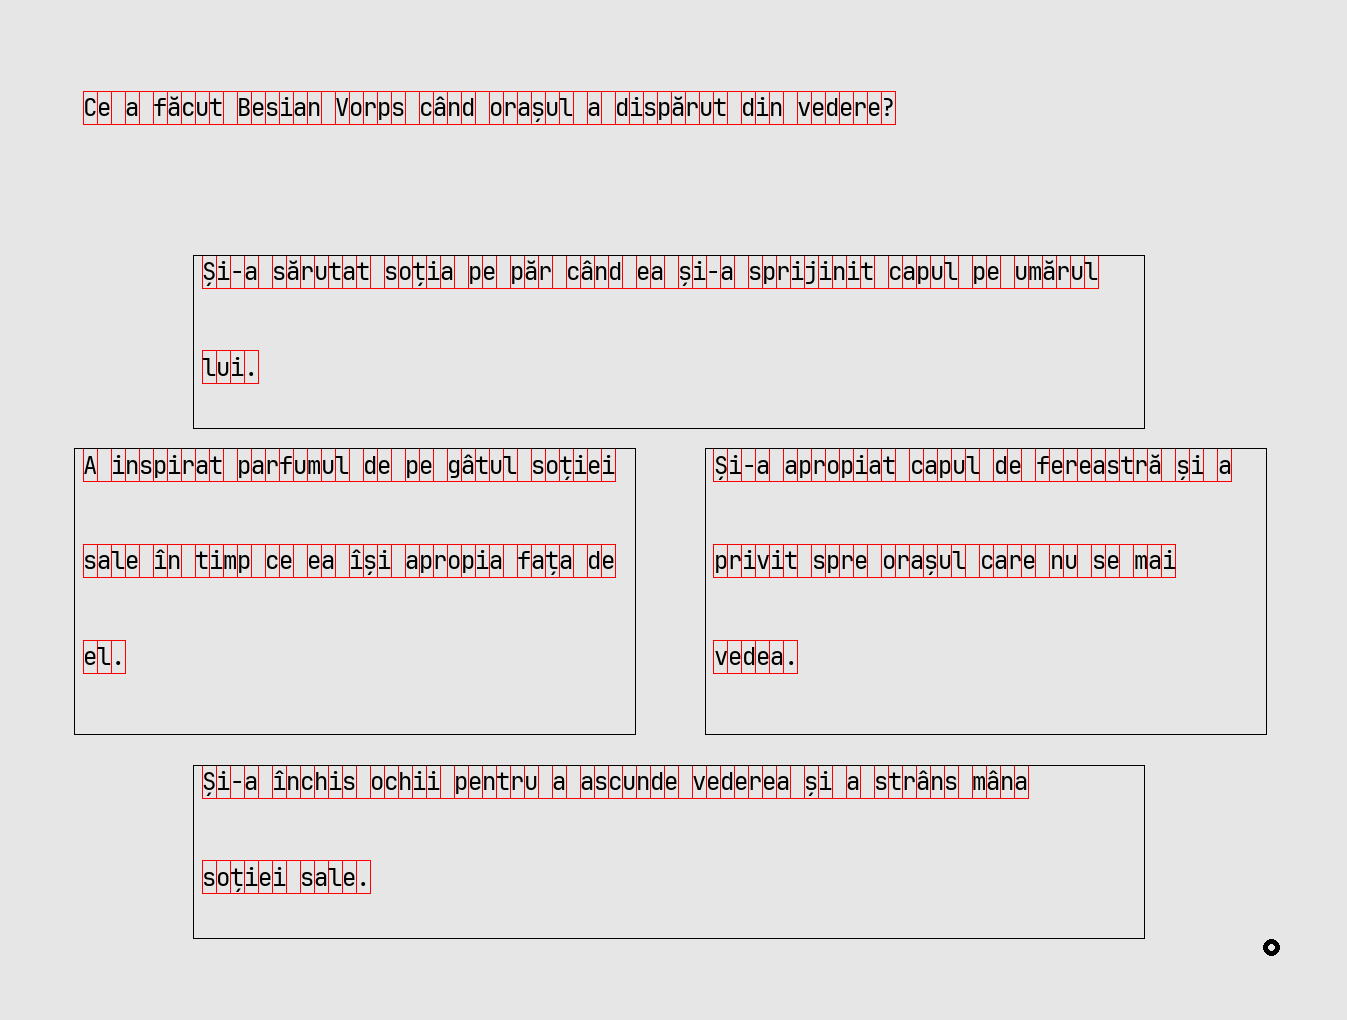 Ce a făcut Besian Vorps când orașul a dispărut din vedere?
Și-a sărutat soția pe păr când ea și-a sprijinit capul pe umărul
lui.
A inspirat parfumul de pe gâtul soției
sale în timp ce ea își apropia fața de
el.
Și-a apropiat capul de fereastră și a
privit spre orașul care nu se mai
vedea.
Și-a închis ochii pentru a ascunde vederea și a strâns mâna
soției sale.